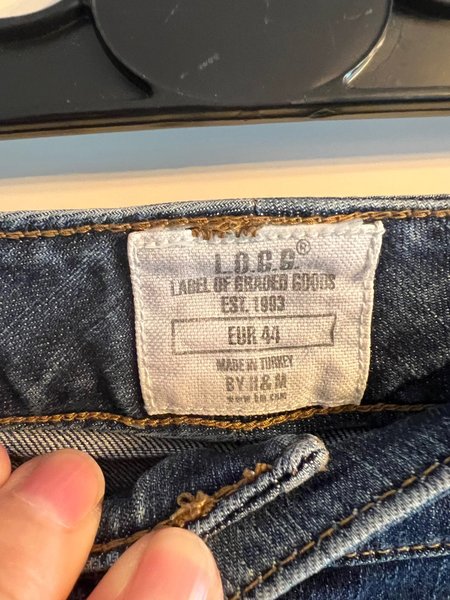 L.O.G.G.®
LABEL OF GRADED GOODS
EST. 1993
EUR 44
MADE IN TURKEY
BY H & M
www.hm.com